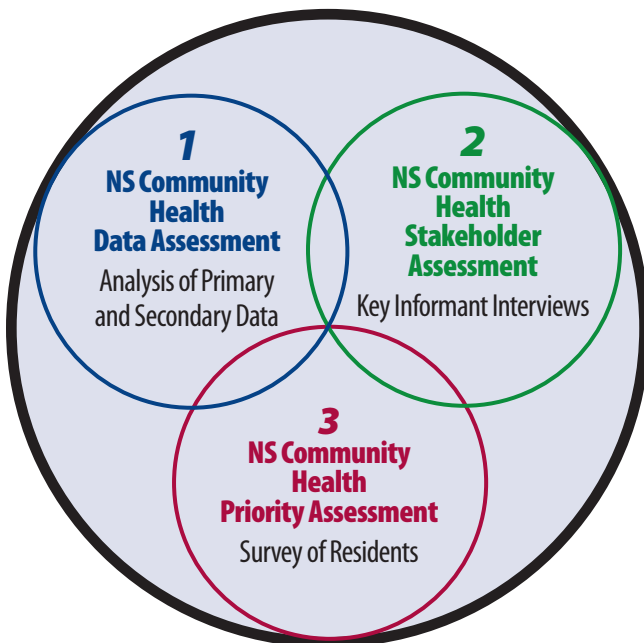 1
NS Community
Health
Data Assessment
Analysis of Primary
and Secondary Data
2
NS Community
Health
Stakeholder
Assessment
Key Informant Interviews
3
NS Community
Health
Priority Assessment
Survey of Residents